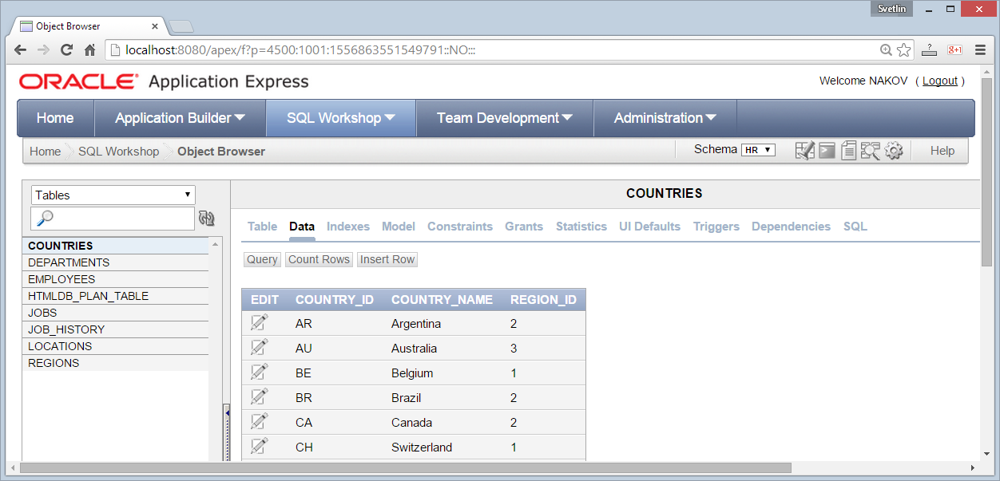 Svetlin
Object Browser
localhost:8080/apex/f?p=4500:1001:1556863551549791::NO:::
g+1
ORACLE Application Express
Welcome NAKOV ( Logout )
Home Application Builder SQL Workshop Team Development Administration
Home SQL Workshop Object Browser Schema HR Help
Tables
COUNTRIES
DEPARTMENTS
EMPLOYEES
HTMLDB_PLAN_TABLE
JOBS
JOB_HISTORY
LOCATIONS
REGIONS
COUNTRIES
Table Data Indexes Model Constraints Grants Statistics UI Defaults Triggers Dependencies SQL
Query Count Rows Insert Row
EDIT COUNTRY_ID COUNTRY_NAME REGION_ID
AR Argentina 2
AU Australia 3
BE Belgium 1
BR Brazil 2
CA Canada 2
CH Switzerland 1